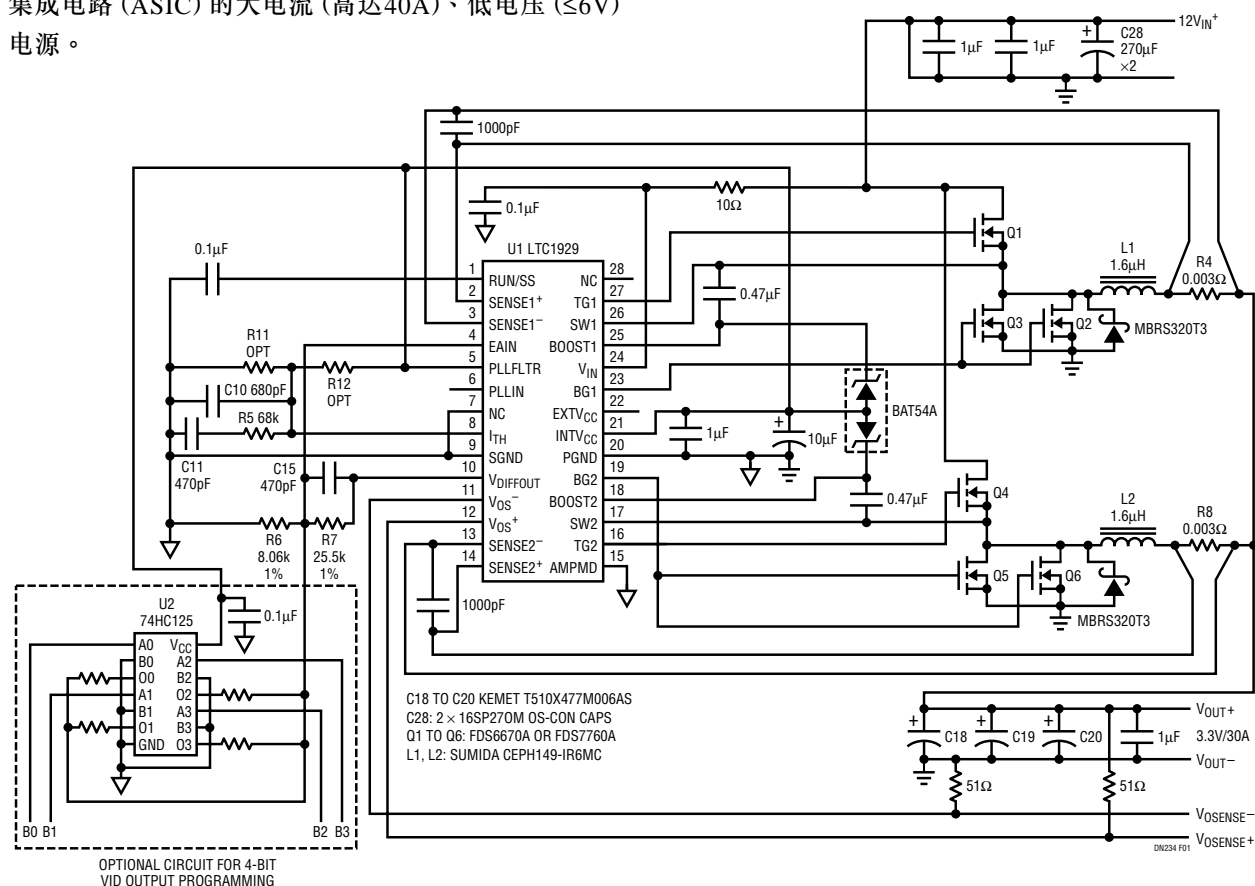 集成电路 (ASIC) 的大电流 (高达40A)、低电压 (≤6V)
电源。
12VIN+
1µF
1µF
+
C28
270µF
×2
1000pF
10Ω
0.1µF
0.1µF
U1 LTC1929
1 RUN/SS
2 SENSE1+
3 SENSE1−
4 EAIN
5 PLLFLTR
6 PLLIN
7 NC
8 ITH
9 SGND
10 VDIFFOUT
11 VOS−
12 VOS+
13 SENSE2−
14 SENSE2+
28 NC
27 TG1
26 SW1
25 BOOST1
24 VIN
23 BG1
22 EXTVCC
21 INTVCC
20 PGND
19 BG2
18 BOOST2
17 SW2
16 TG2
15 AMPMD
R11
OPT
R12
OPT
C10 680pF
R5 68k
C11
470pF
C15
470pF
R6
8.06k
1%
R7
25.5k
1%
1000pF
0.47µF
BAT54A
1µF
+
10µF
0.47µF
Q1
Q3
Q2
L1
1.6µH
R4
0.003Ω
MBRS320T3
Q4
Q5
Q6
L2
1.6µH
R8
0.003Ω
MBRS320T3
U2
74HC125
0.1µF
A0
B0
O0
A1
B1
O1
GND
VCC
A2
B2
O2
A3
B3
O3
B0 B1
B2 B3
OPTIONAL CIRCUIT FOR 4-BIT
VID OUTPUT PROGRAMMING
C18 TO C20 KEMET T510X477M006AS
C28: 2 × 16SP270M OS-CON CAPS
Q1 TO Q6: FDS6670A OR FDS7760A
L1, L2: SUMIDA CEPH149-IR6MC
+
C18
+
C19
+
C20
1µF
VOUT+
3.3V/30A
VOUT−
51Ω
51Ω
VOSENSE−
VOSENSE+
DN234 F01